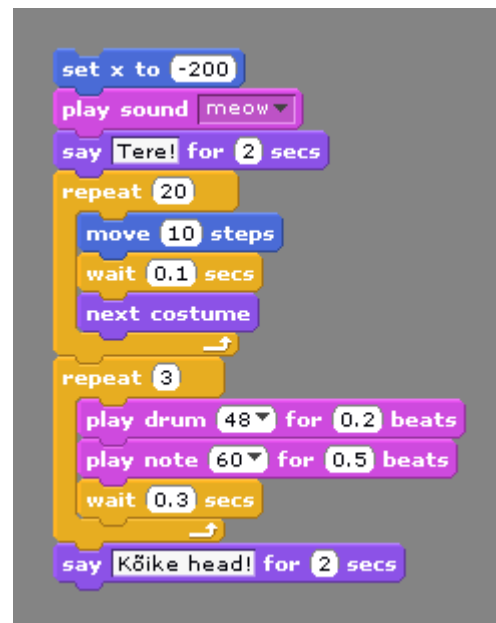 set x to -200
play sound meow
say Tere! for 2 secs
repeat 20
move 10 steps
wait 0.1 secs
next costume
repeat 3
play drum 48 for 0.2 beats
play note 60 for 0.5 beats
wait 0.3 secs
say Kõike head! for 2 secs